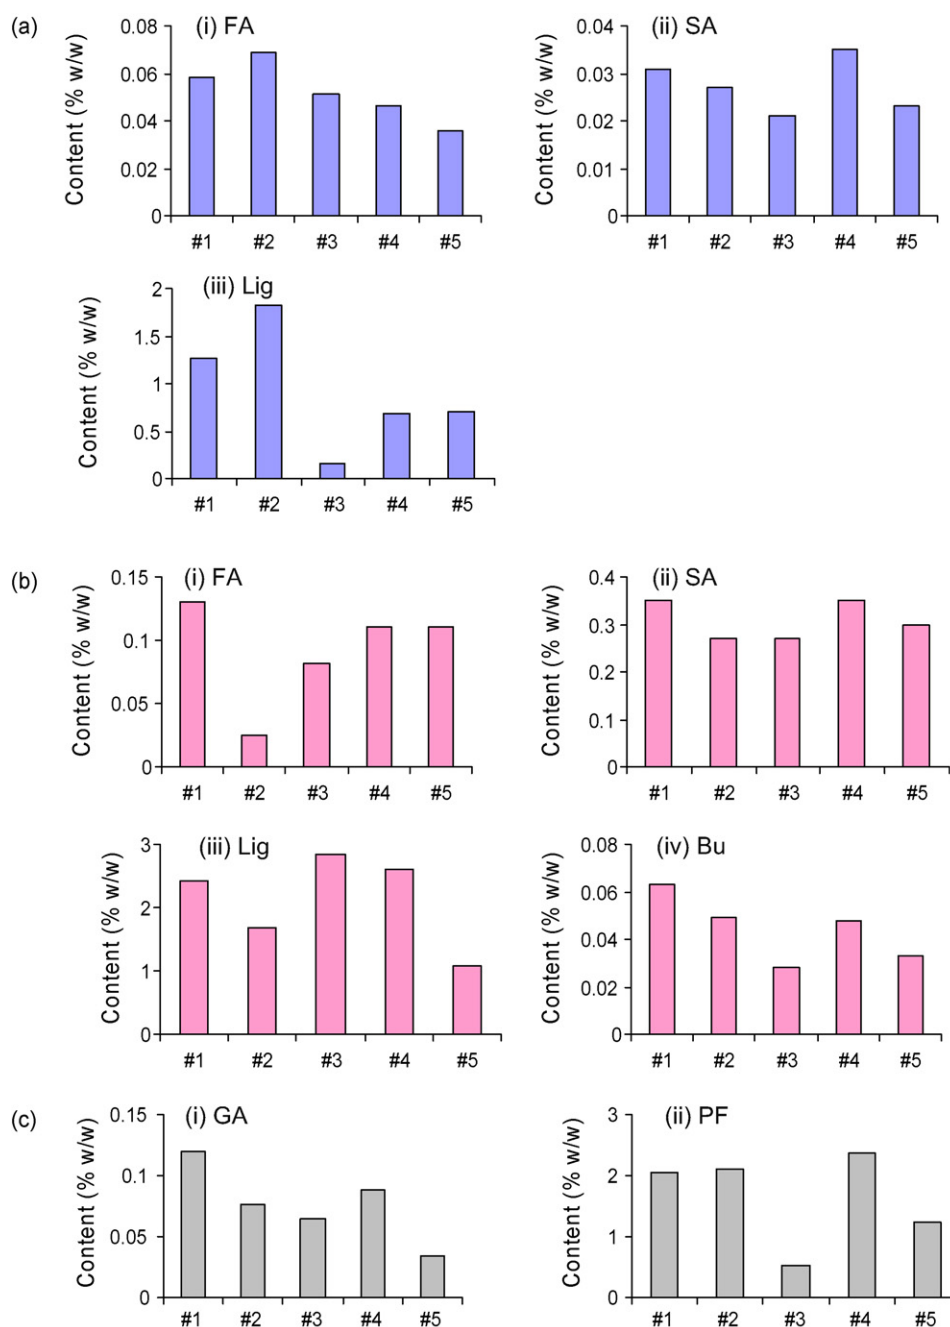 (a)
(i) FA
Content (% w/w)
0.08
0.06
0.04
0.02
0
#1 #2 #3 #4 #5
(ii) SA
Content (% w/w)
0.04
0.03
0.02
0.01
0
#1 #2 #3 #4 #5
(iii) Lig
Content (% w/w)
2
1.5
1
0.5
0
#1 #2 #3 #4 #5
(b)
(i) FA
Content (% w/w)
0.15
0.1
0.05
0
#1 #2 #3 #4 #5
(ii) SA
Content (% w/w)
0.4
0.3
0.2
0.1
0
#1 #2 #3 #4 #5
(iii) Lig
Content (% w/w)
3
2
1
0
#1 #2 #3 #4 #5
(iv) Bu
Content (% w/w)
0.08
0.06
0.04
0.02
0
#1 #2 #3 #4 #5
(c)
(i) GA
Content (% w/w)
0.15
0.1
0.05
0
#1 #2 #3 #4 #5
(ii) PF
Content (% w/w)
3
2
1
0
#1 #2 #3 #4 #5